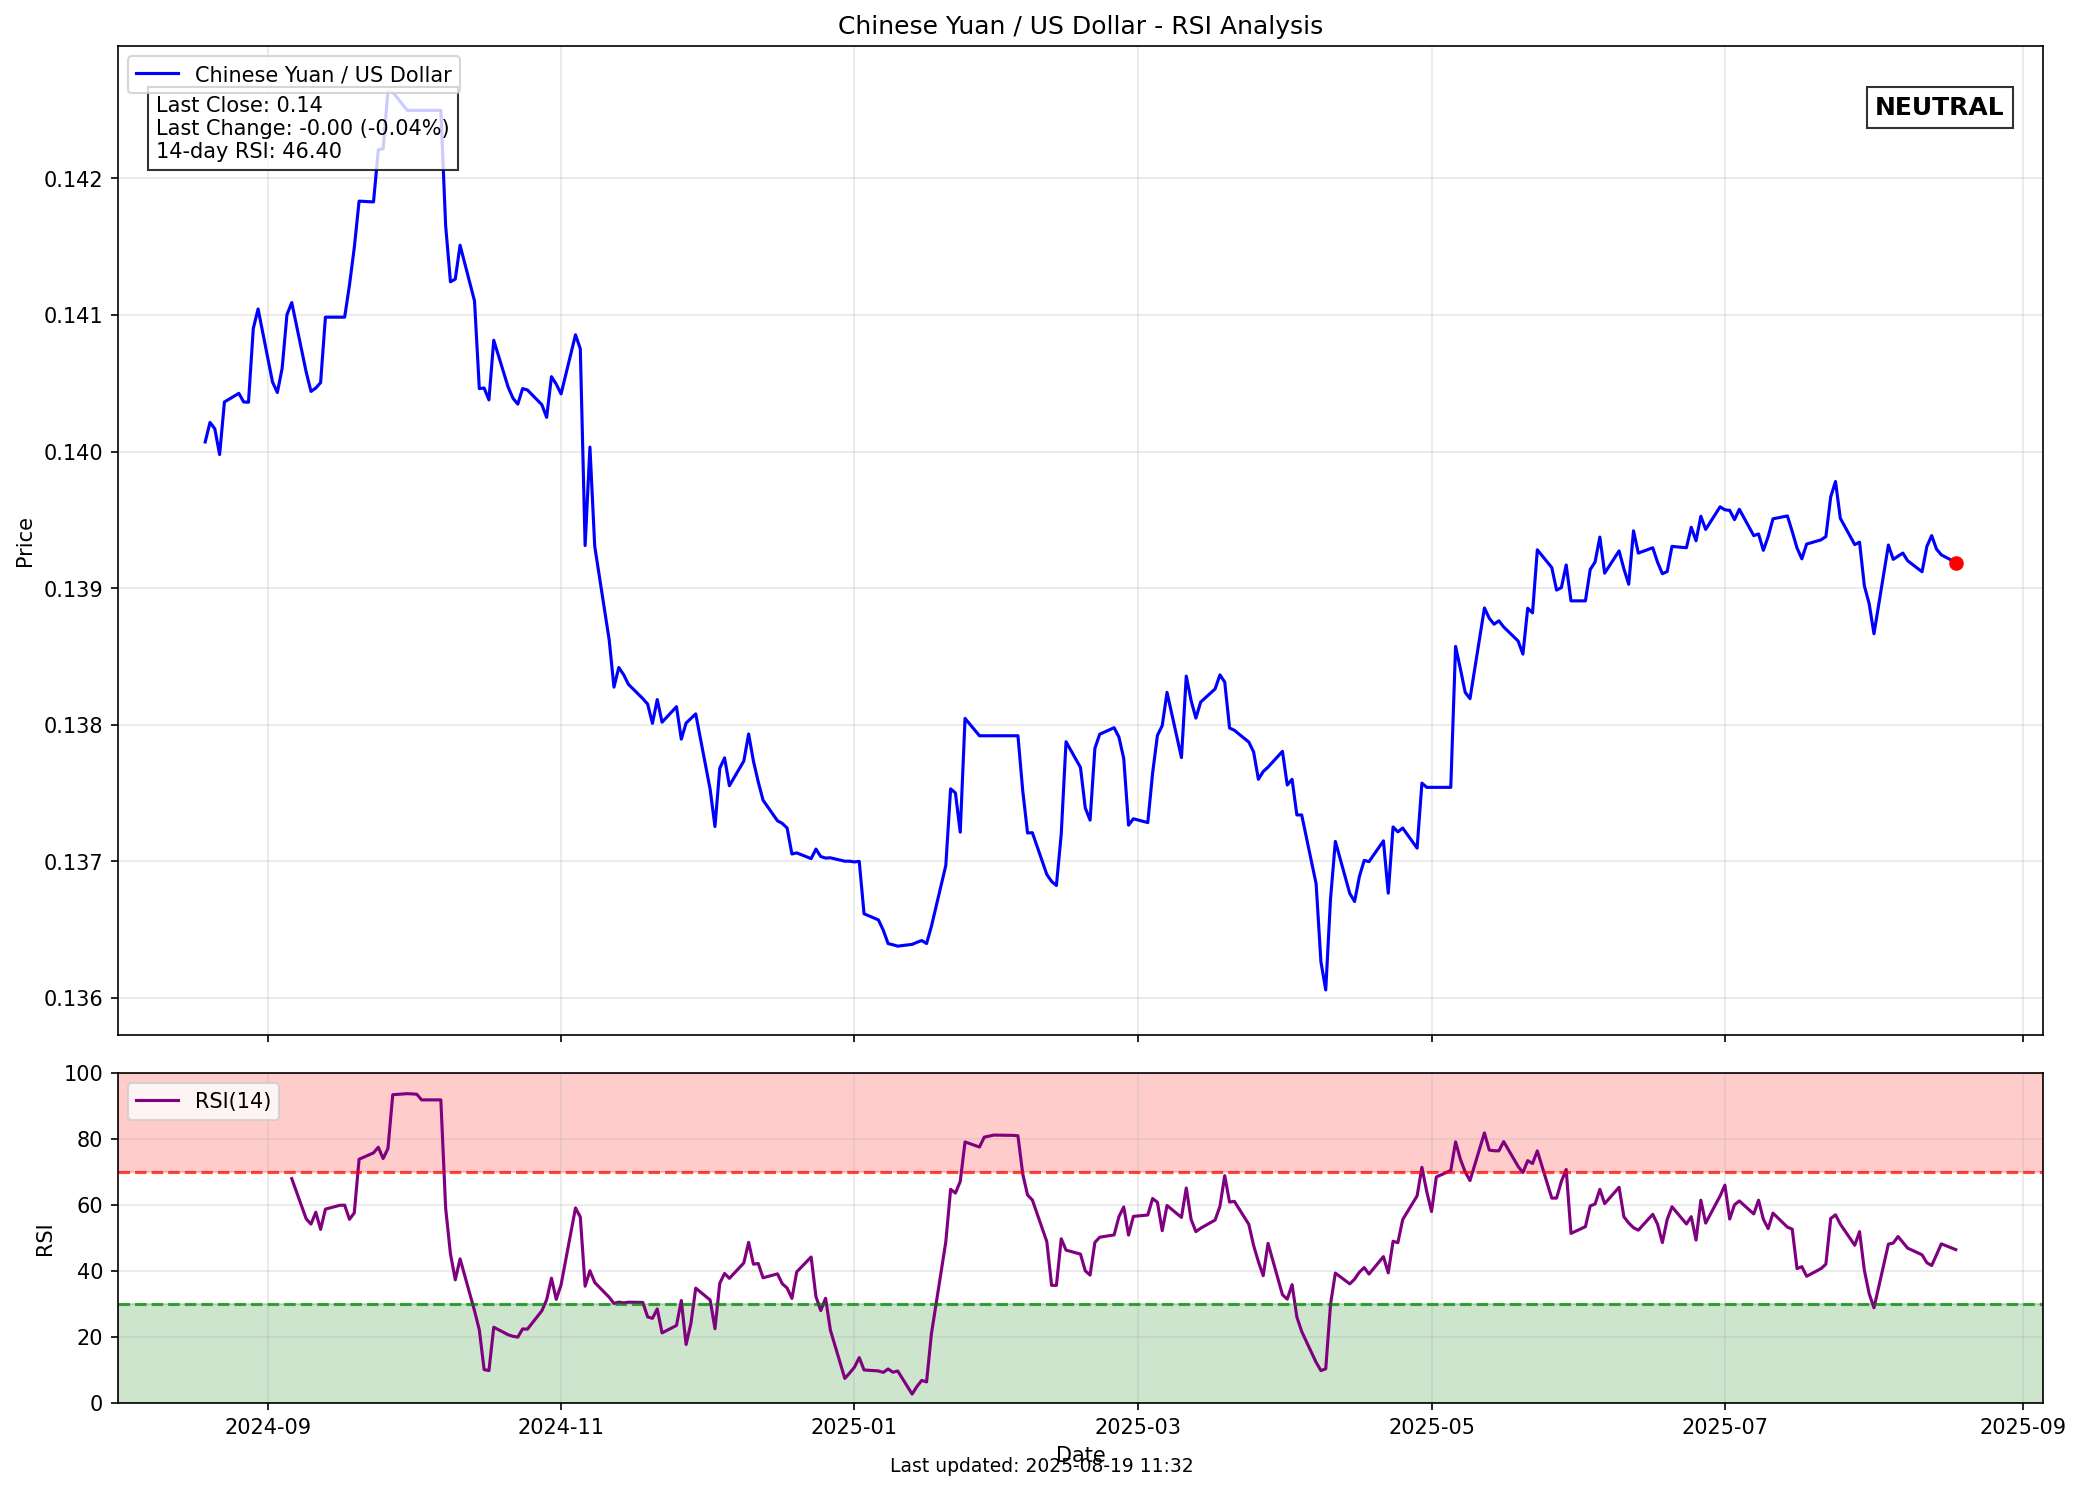 Chinese Yuan / US Dollar - RSI Analysis
Chinese Yuan / US Dollar
Last Close: 0.14
Last Change: -0.00 (-0.04%)
14-day RSI: 46.40
NEUTRAL
Price
0.142
0.141
0.140
0.139
0.138
0.137
0.136
RSI(14)
RSI
100
80
60
40
20
0
2024-09 2024-11 2025-01 2025-03 2025-05 2025-07 2025-09
Date
Last updated: 2025-08-19 11:32